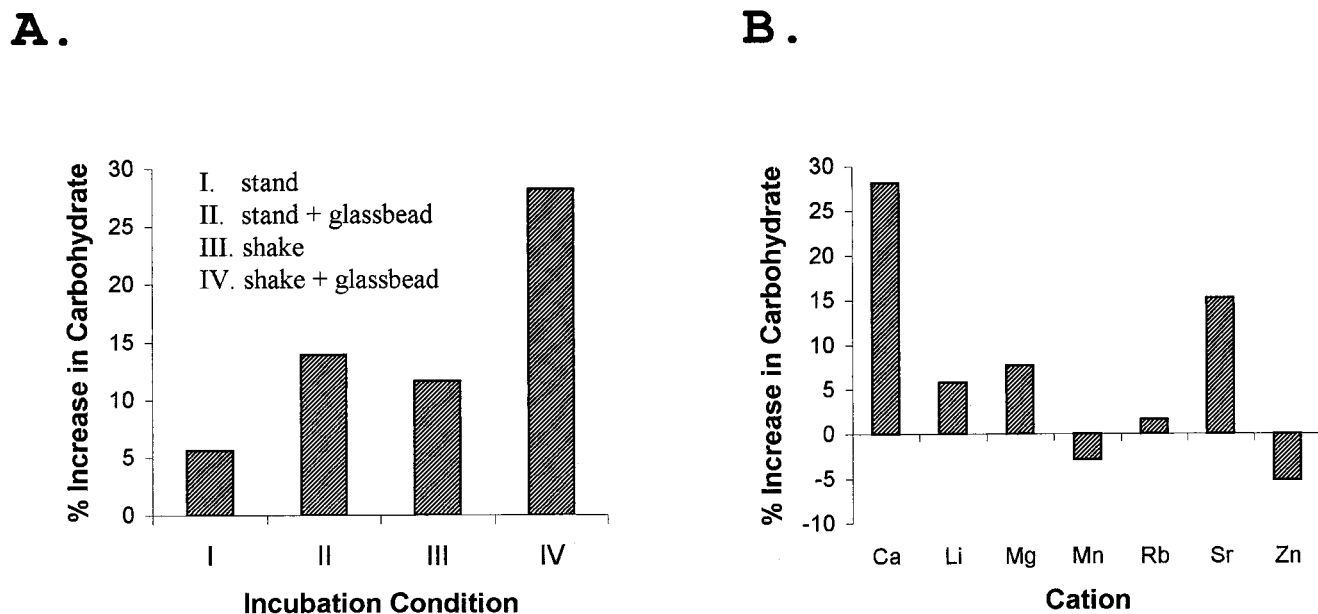 A.
% Increase in Carbohydrate
30
25
20
15
10
5
0
I. stand
II. stand + glassbead
III. shake
IV. shake + glassbead
I II III IV
Incubation Condition
B.
% Increase in Carbohydrate
30
25
20
15
10
5
0
-5
-10
Ca Li Mg Mn Rb Sr Zn
Cation